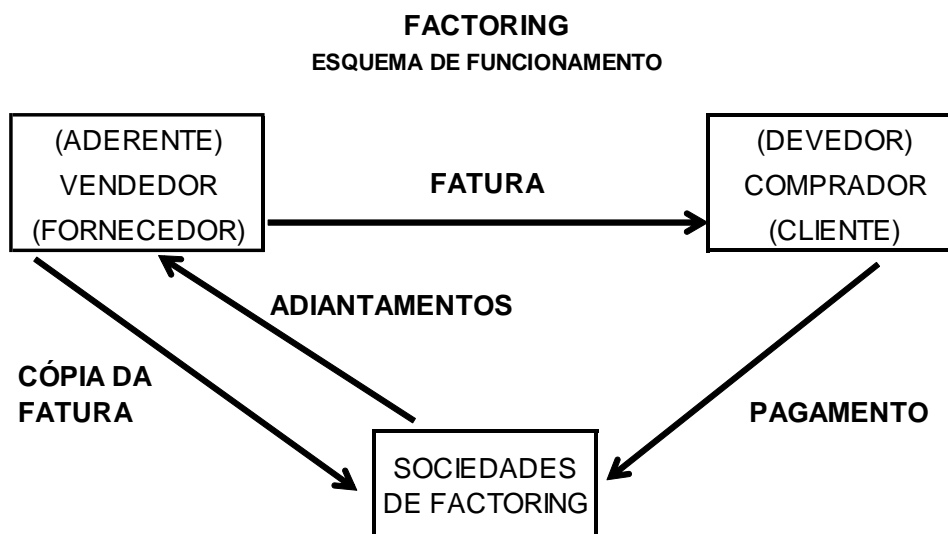 FACTORING
ESQUEMA DE FUNCIONAMENTO
(ADERENTE)
VENDEDOR
(FORNECEDOR)
FATURA
(DEVEDOR)
COMPRADOR
(CLIENTE)
ADIANTAMENTOS
CÓPIA DA
FATURA
PAGAMENTO
SOCIEDADES
DE FACTORING